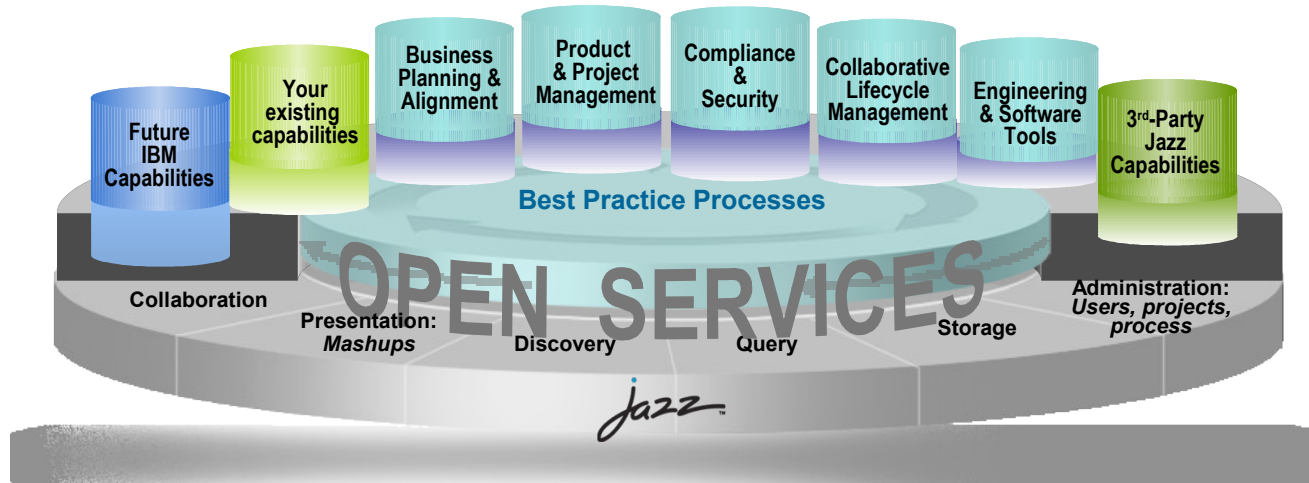 Future
IBM
Capabilities
Your
existing
capabilities
Business
Planning &
Alignment
Product
& Project
Management
Compliance
&
Security
Collaborative
Lifecycle
Management
Engineering
& Software
Tools
3rd-Party
Jazz
Capabilities
Best Practice Processes
OPEN SERVICES
Collaboration
Presentation:
Mashups
Discovery
Query
Storage
Administration:
Users, projects,
process
jazz™